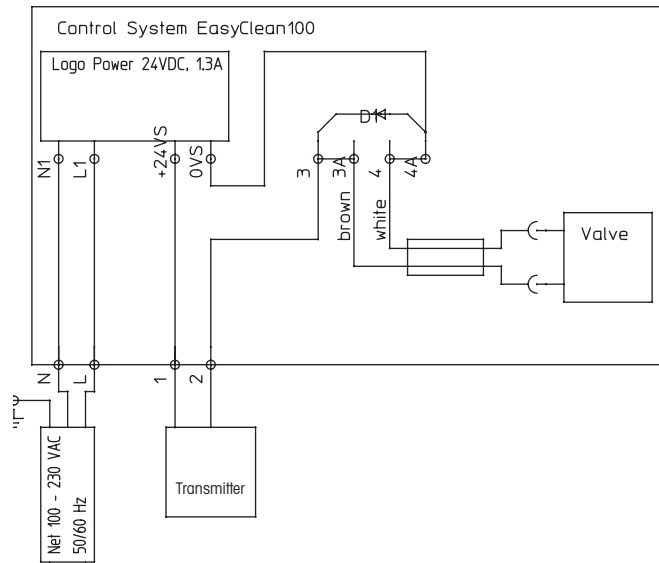 Control System EasyClean100
Logo Power 24VDC, 1.3A
D1
N1
L1
+24VS
0VS
3
3A
4
4A
brown
white
Valve
N
L
1
2
Net 100 - 230 VAC
50/60 Hz
Transmitter